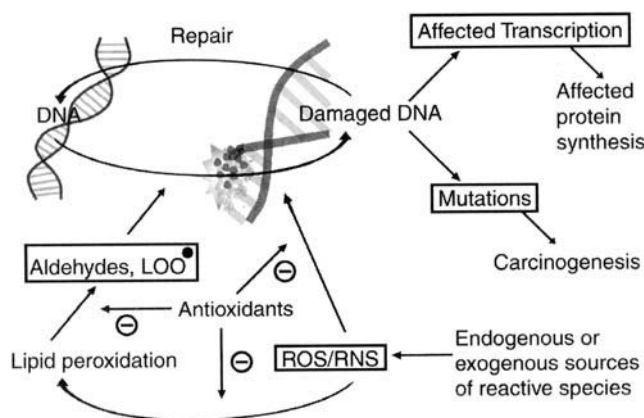 Repair
Affected Transcription
DNA
Damaged DNA
Affected
protein
synthesis
Mutations
Carcinogenesis
Aldehydes, LOO●
Antioxidants
Lipid peroxidation
ROS/RNS
Endogenous or
exogenous sources
of reactive species
⊖
⊖
⊖